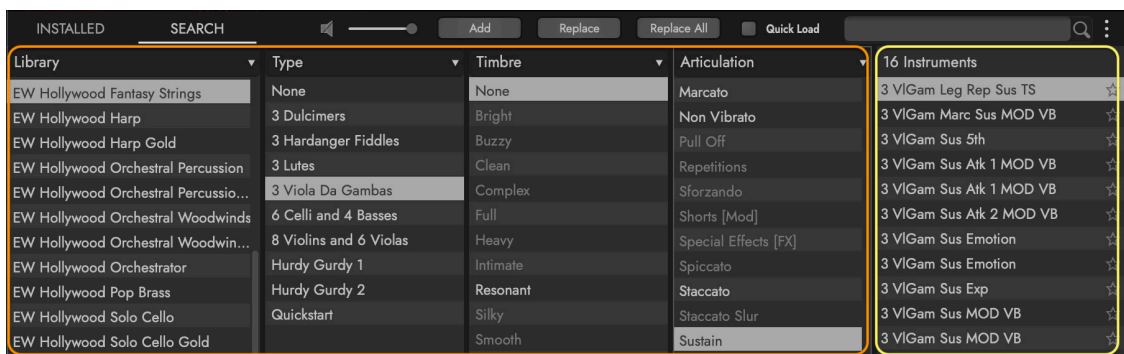 INSTALLED SEARCH Add Replace Replace All Quick Load
Library Type Timbre Articulation 16 Instruments
EW Hollywood Fantasy Strings None None Marcato 3 VlGam Leg Rep Sus TS
EW Hollywood Harp 3 Dulcimers Bright Non Vibrato 3 VlGam Marc Sus MOD VB
EW Hollywood Harp Gold 3 Hardanger Fiddles Buzzy Pull Off 3 VlGam Sus 5th
EW Hollywood Orchestral Percussion 3 Lutes Clean Repetitions 3 VlGam Sus Atk 1 MOD VB
EW Hollywood Orchestral Percussio... 3 Viola Da Gambas Complex Sforzando 3 VlGam Sus Atk 1 MOD VB
EW Hollywood Orchestral Woodwinds 6 Celli and 4 Basses Full Shorts [Mod] 3 VlGam Sus Atk 2 MOD VB
EW Hollywood Orchestral Woodwin... 8 Violins and 6 Violas Heavy Special Effects [FX] 3 VlGam Sus Emotion
EW Hollywood Orchestrator Hurdy Gurdy 1 Intimate Spiccato 3 VlGam Sus Emotion
EW Hollywood Pop Brass Hurdy Gurdy 2 Resonant Staccato 3 VlGam Sus Exp
EW Hollywood Solo Cello Quickstart Silky Staccato Slur 3 VlGam Sus MOD VB
EW Hollywood Solo Cello Gold Smooth Sustain 3 VlGam Sus MOD VB